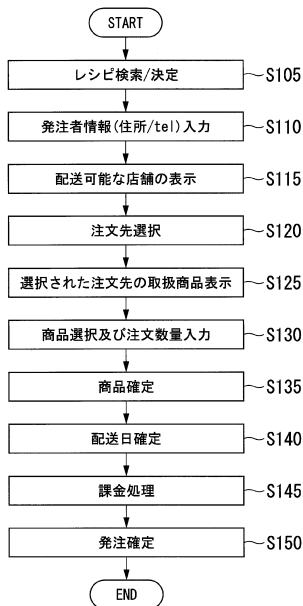 START
レシピ検索/決定 S105
発注者情報(住所/tel)入力 S110
配送可能な店舗の表示 S115
注文先選択 S120
選択された注文先の取扱商品表示 S125
商品選択及び注文数量入力 S130
商品確定 S135
配送日確定 S140
課金処理 S145
発注確定 S150
END